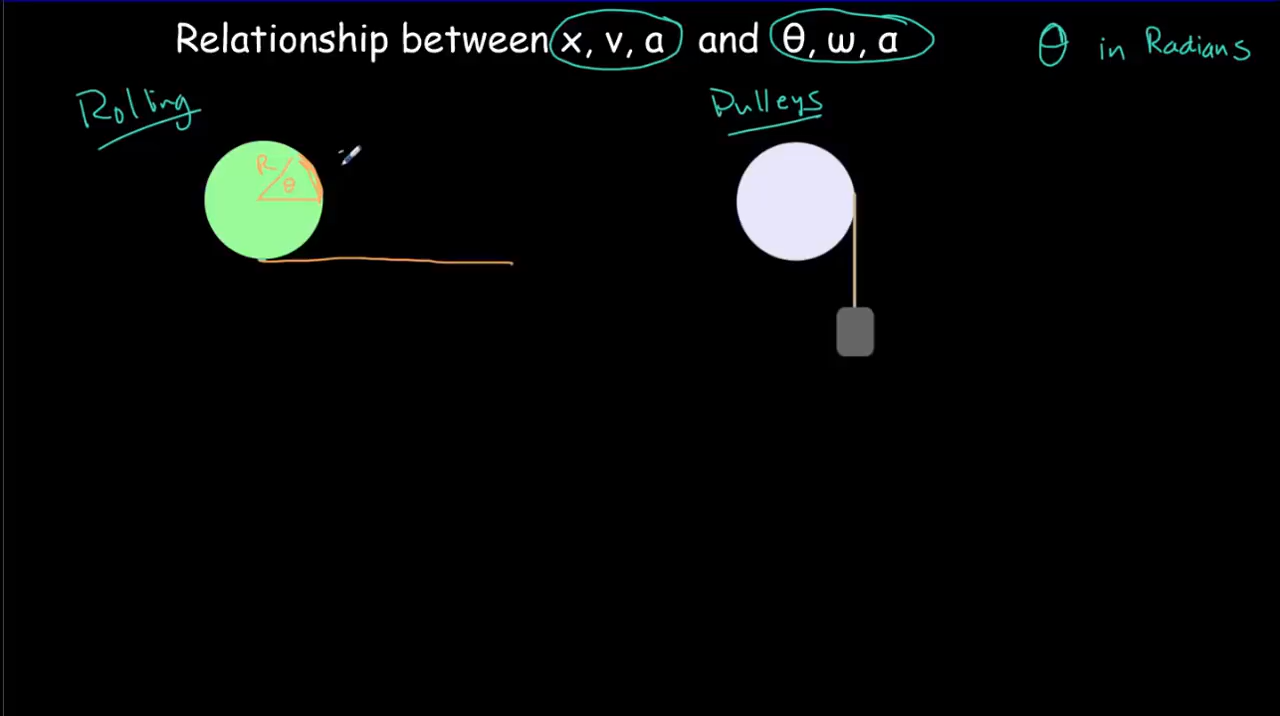 Relationship between x, v, a and θ, ω, α
θ in Radians
Rolling
Pulleys
R
θ